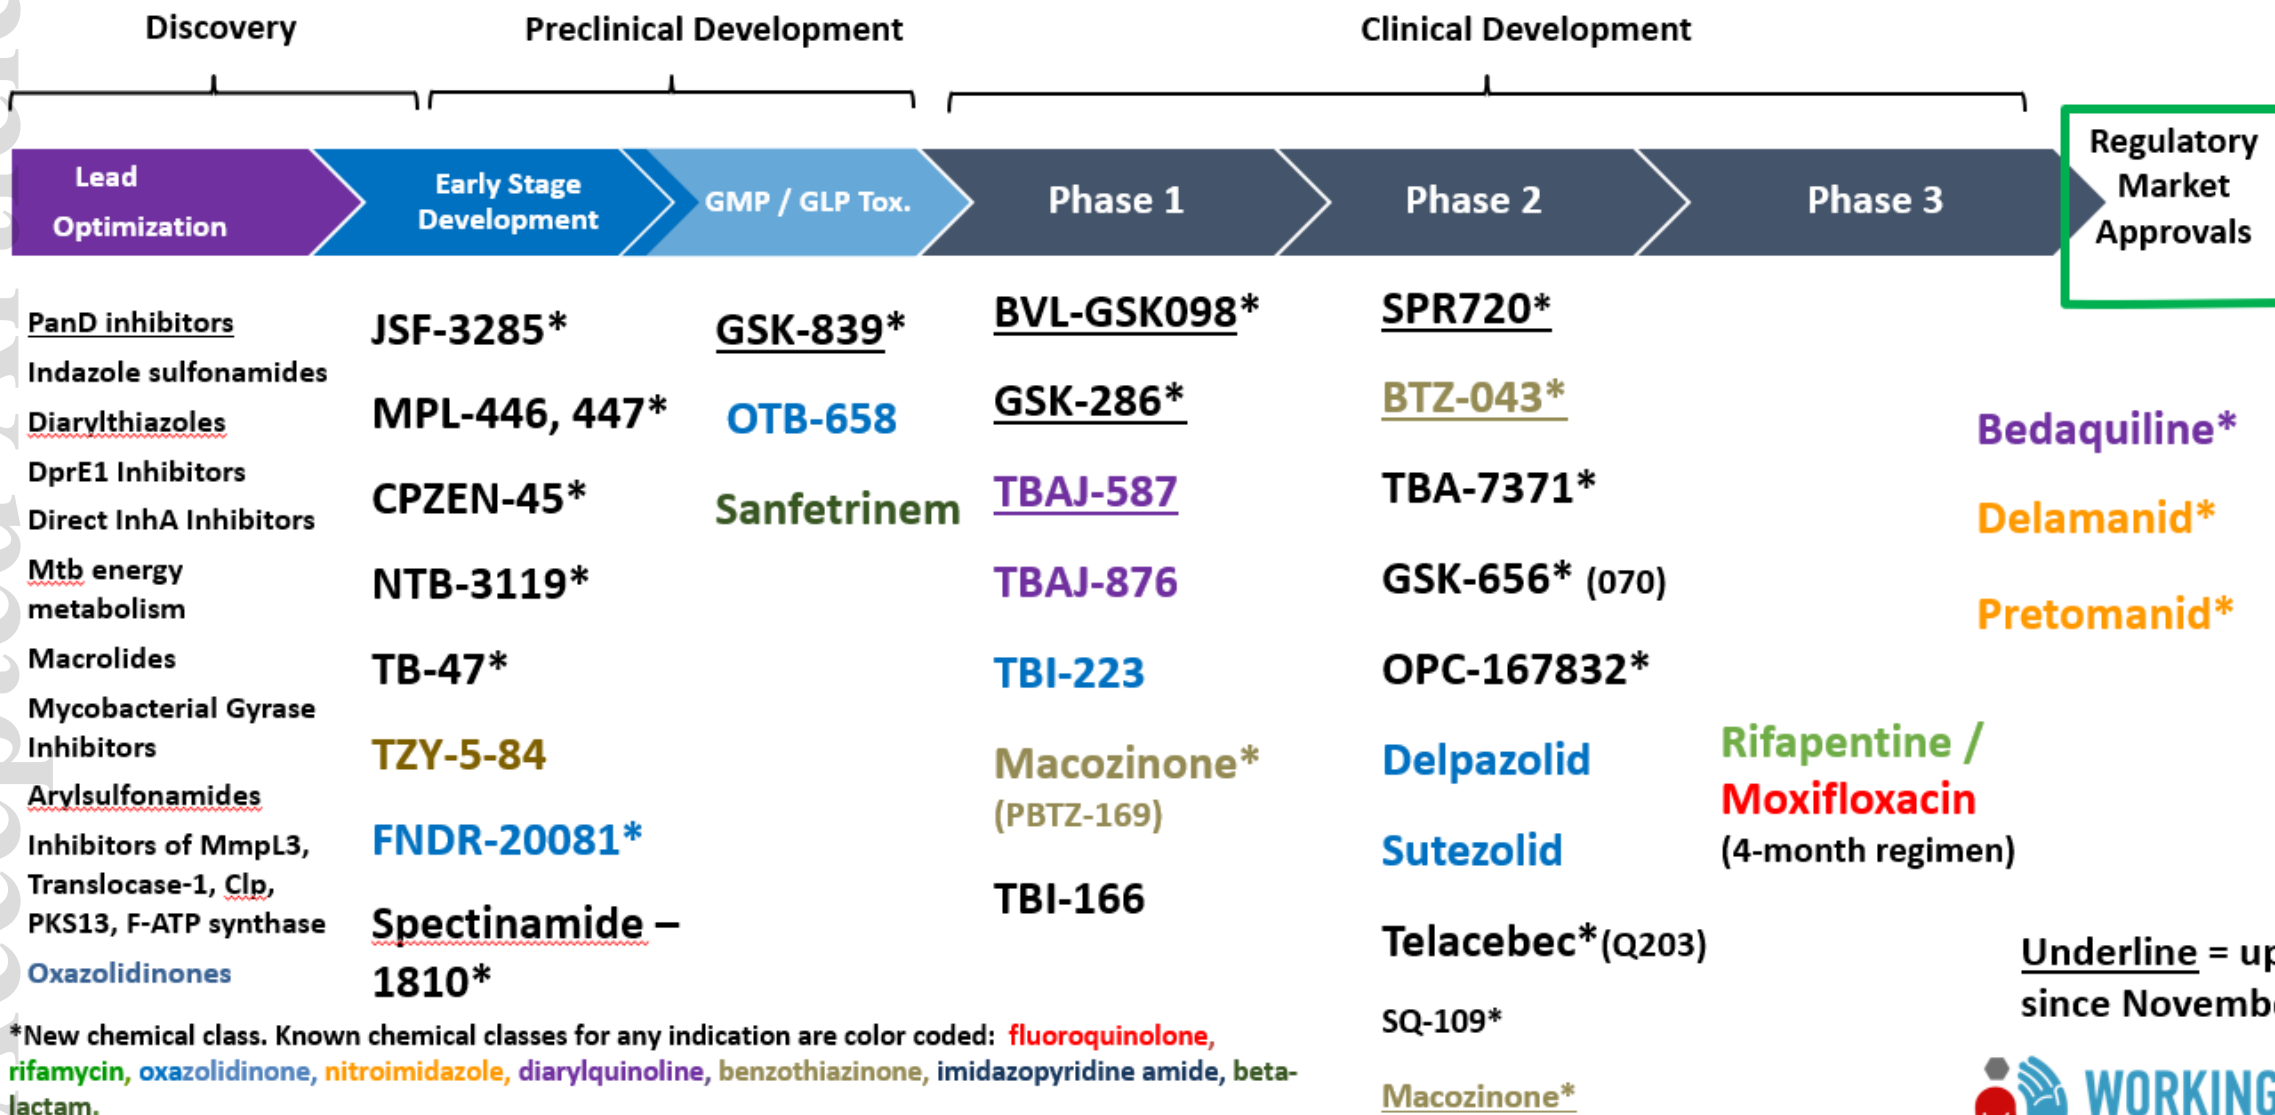 Discovery
Preclinical Development
Clinical Development
Lead
Optimization
Early Stage
Development
GMP / GLP Tox.
Phase 1
Phase 2
Phase 3
Regulatory
Market
Approvals
PanD inhibitors
Indazole sulfonamides
Diarylthiazoles
DprE1 Inhibitors
Direct InhA Inhibitors
Mtb energy
metabolism
Macrolides
Mycobacterial Gyrase
Inhibitors
Arylsulfonamides
Inhibitors of MmpL3,
Translocase-1, Clp,
PKS13, F-ATP synthase
Oxazolidinones
JSF-3285*
MPL-446, 447*
CPZEN-45*
NTB-3119*
TB-47*
TZY-5-84
FNDR-20081*
Spectinamide –
1810*
GSK-839*
OTB-658
Sanfetrinem
BVL-GSK098*
GSK-286*
TBAJ-587
TBAJ-876
TBI-223
Macozinone*
(PBTZ-169)
TBI-166
SPR720*
BTZ-043*
TBA-7371*
GSK-656* (070)
OPC-167832*
Delpazolid
Sutezolid
Telacebec*(Q203)
SQ-109*
Macozinone*
Rifapentine /
Moxifloxacin
(4-month regimen)
Bedaquiline*
Delamanid*
Pretomanid*
Underline = up
since Novemb
*New chemical class. Known chemical classes for any indication are color coded: fluoroquinolone,
rifamycin, oxazolidinone, nitroimidazole, diarylquinoline, benzothiazinone, imidazopyridine amide, beta-
lactam.
WORKING